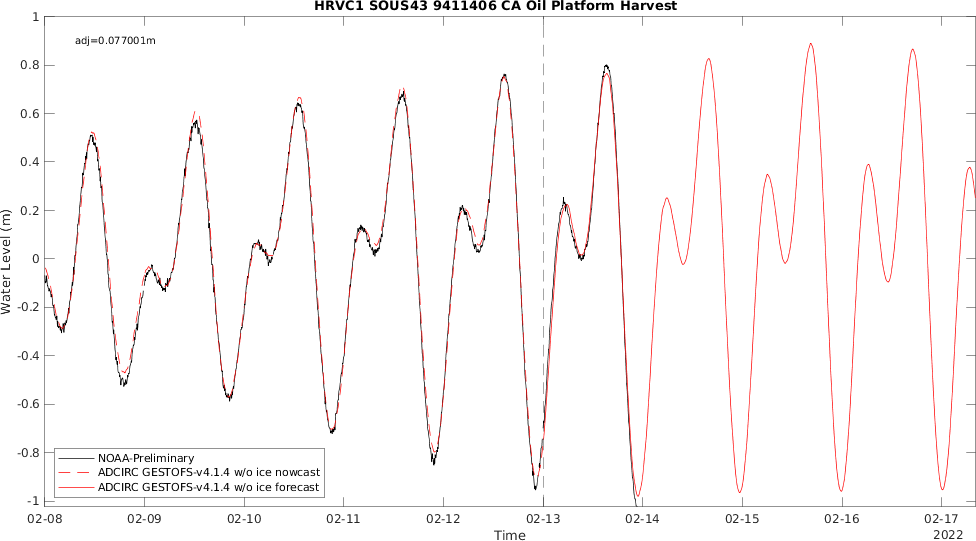 HRVC1 SOUS43 9411406 CA Oil Platform Harvest
adj=0.077001m
1
0.8
0.6
0.4
0.2
0
-0.2
-0.4
-0.6
-0.8
-1
Water Level (m)
NOAA-Preliminary
ADCIRC GESTOFS-v4.1.4 w/o ice nowcast
ADCIRC GESTOFS-v4.1.4 w/o ice forecast
02-08 02-09 02-10 02-11 02-12 02-13 02-14 02-15 02-16 02-17
Time
2022